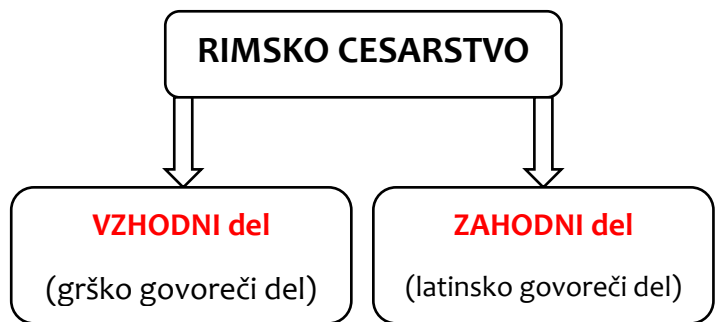 RIMSKO CESARSTVO
VZHODNI del
(grško govoreči del)
ZAHODNI del
(latinsko govoreči del)